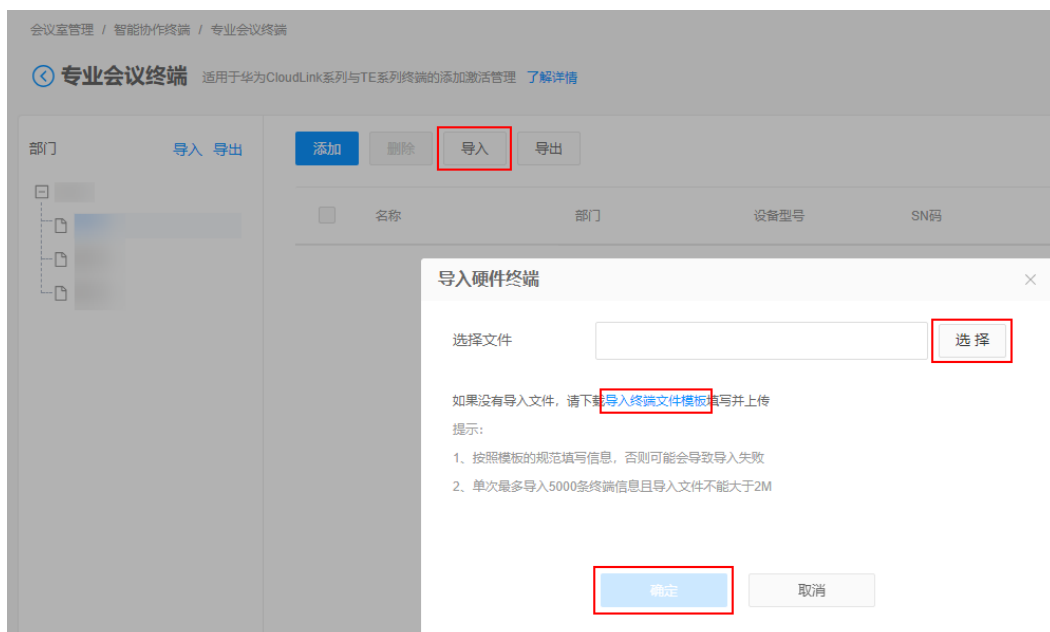 会议室管理 / 智能协作终端 / 专业会议终端
专业会议终端 适用于华为CloudLink系列与TE系列终端的添加激活管理 了解详情
部门 导入 导出
添加 删除 导入 导出
名称 部门 设备型号 SN码
导入硬件终端
选择文件 选择
如果没有导入文件，请下载导入终端文件模板填写并上传
提示：
1、按照模板的规范填写信息，否则可能会导致导入失败
2、单次最多导入5000条终端信息且导入文件不能大于2M
确定 取消